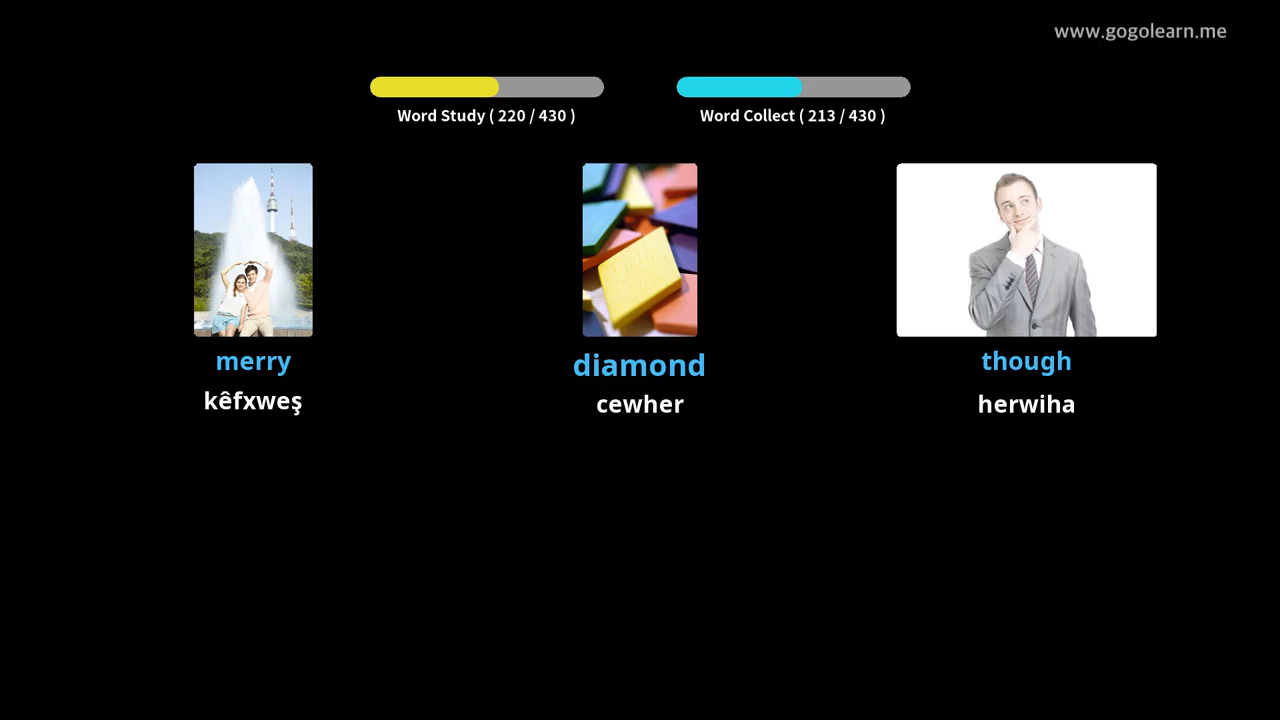 www.gogolearn.me
Word Study ( 220 / 430 )
Word Collect ( 213 / 430 )
merry
kêfxweş
diamond
cewher
though
herwiha